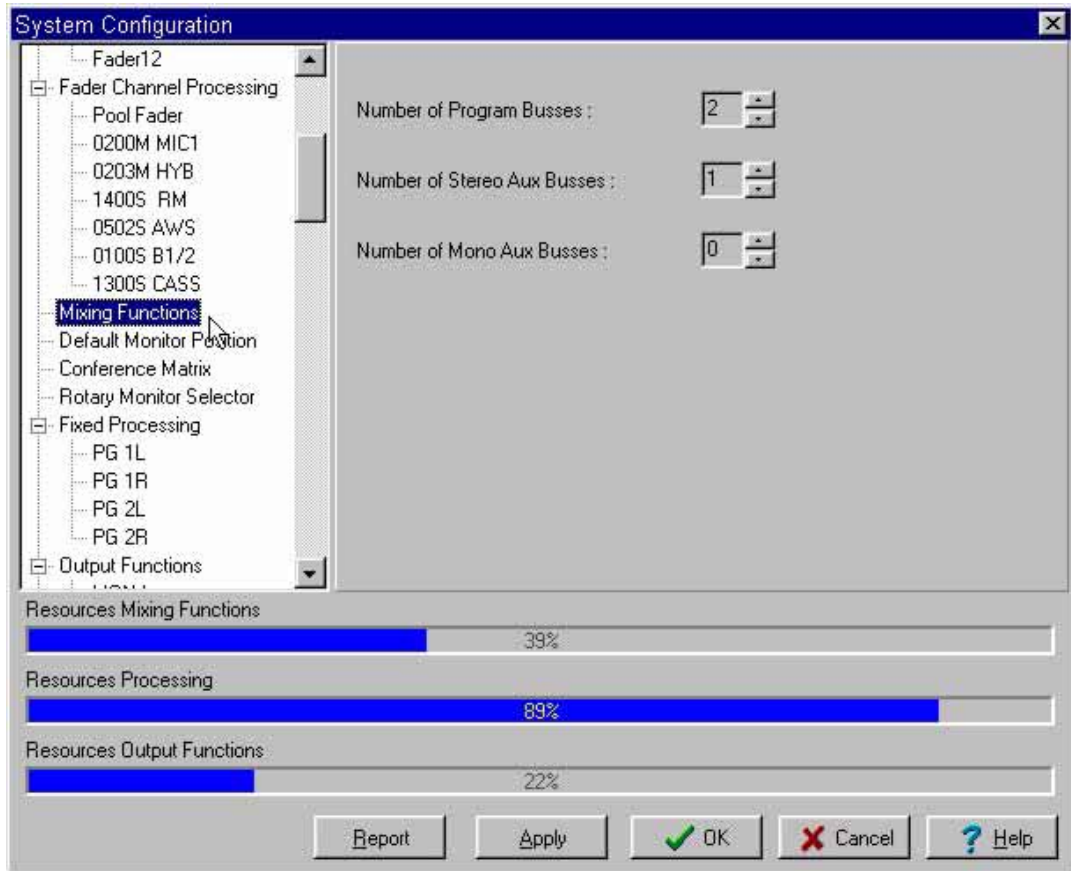 System Configuration
Fader12
Fader Channel Processing
Pool Fader
0200M MIC1
0203M HYB
1400S  RM
0502S AWS
0100S B1/2
1300S CASS
Mixing Functions
Default Monitor Position
Conference Matrix
Rotary Monitor Selector
Fixed Processing
PG 1L
PG 1R
PG 2L
PG 2R
Output Functions
Number of Program Busses : 2
Number of Stereo Aux Busses : 1
Number of Mono Aux Busses : 0
Resources Mixing Functions
39%
Resources Processing
89%
Resources Output Functions
22%
Report Apply OK Cancel Help